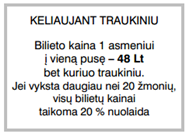 KELIAUJANT TRAUKINIU
Bilieto kaina 1 asmeniui
į vieną pusę – 48 Lt
bet kuriuo traukiniu.
Jei vyksta daugiau nei 20 žmonių,
visų bilietų kainai
taikoma 20 % nuolaida